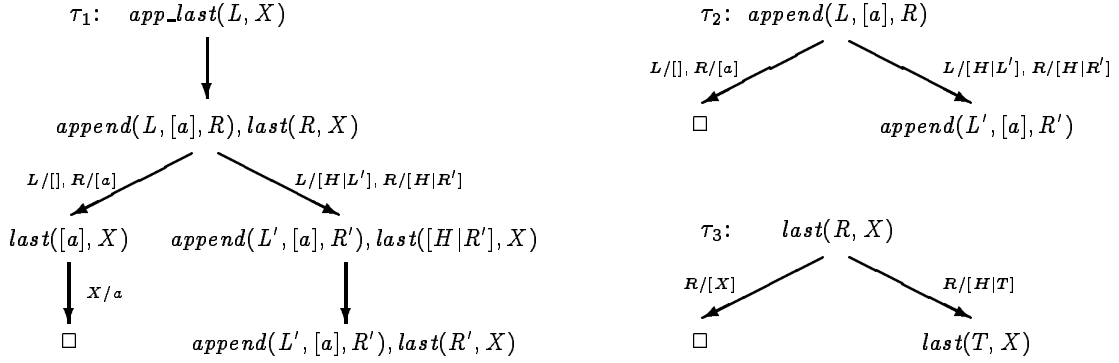 τ₁: app_last(L, X)
append(L, [a], R), last(R, X)
L/[], R/[a]
L/[H|L′], R/[H|R′]
last([a], X)
append(L′, [a], R′), last([H|R′], X)
X/a
□
append(L′, [a], R′), last(R′, X)
τ₂: append(L, [a], R)
L/[], R/[a]
L/[H|L′], R/[H|R′]
□
append(L′, [a], R′)
τ₃: last(R, X)
R/[X]
R/[H|T]
□
last(T, X)